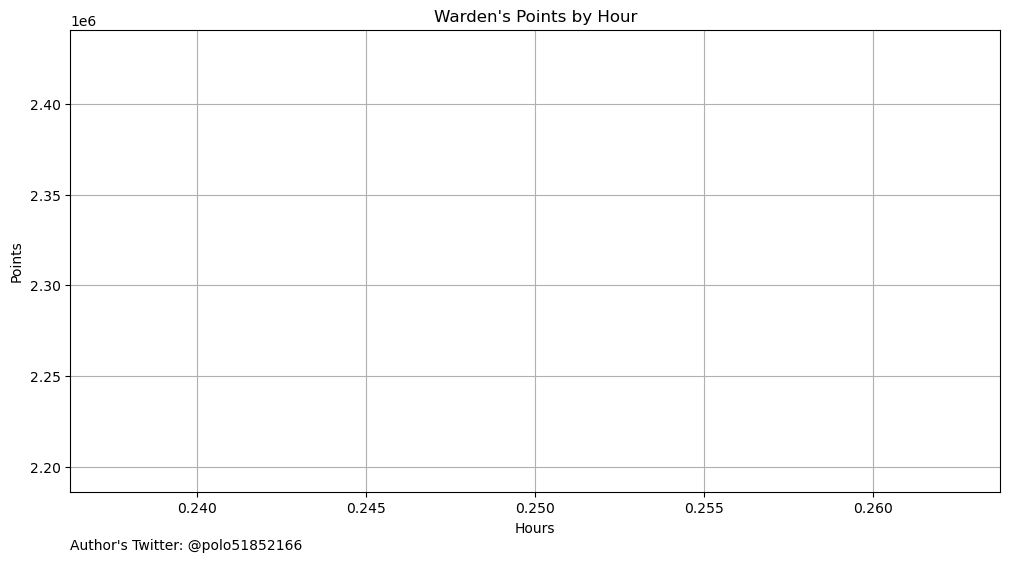 Warden's Points by Hour
1e6
2.40
2.35
2.30
2.25
2.20
Points
0.240 0.245 0.250 0.255 0.260
Hours
Author's Twitter: @polo51852166